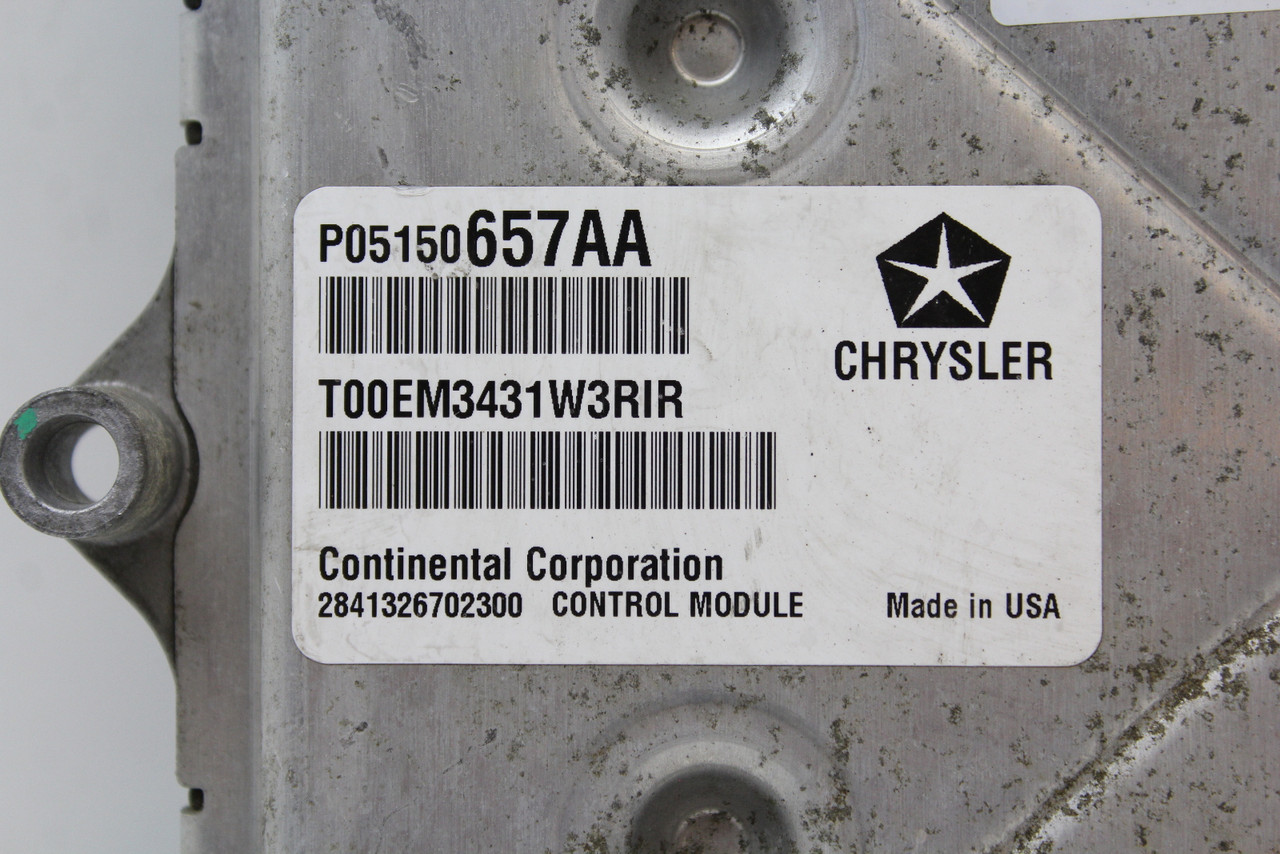 P05150657AA
CHRYSLER
T00EM3431W3RIR
Continental Corporation
2841326702300 CONTROL MODULE Made in USA